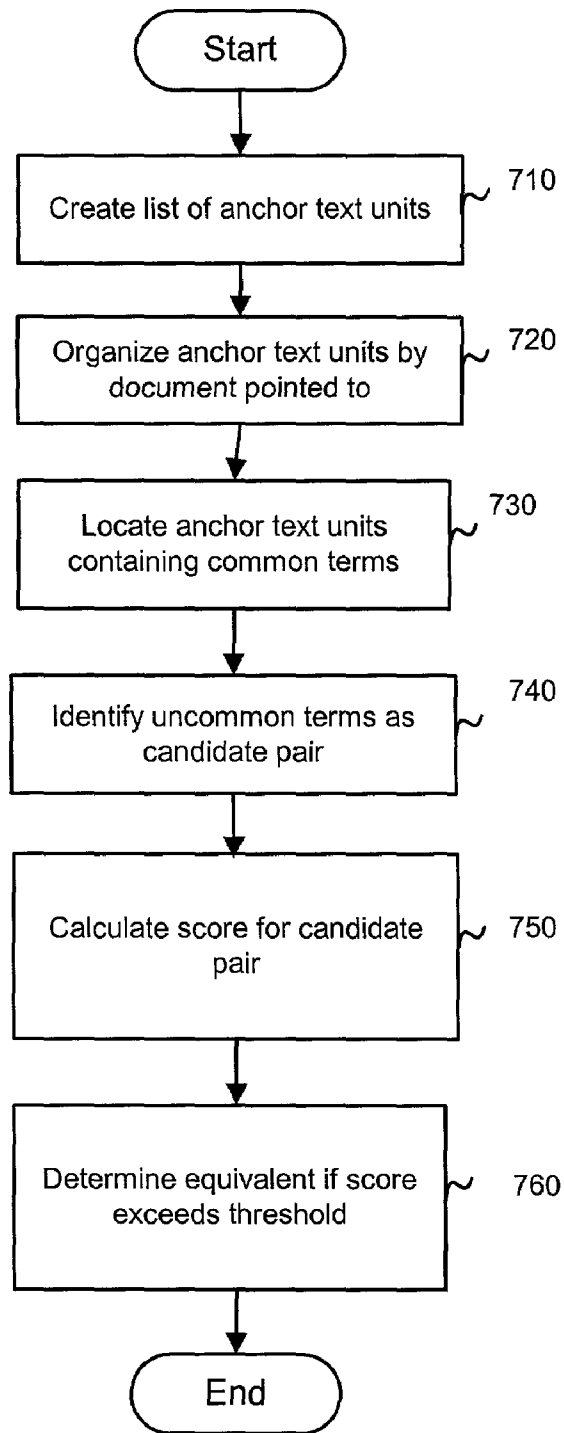 Start
Create list of anchor text units
710
Organize anchor text units by
document pointed to
720
Locate anchor text units
containing common terms
730
Identify uncommon terms as
candidate pair
740
Calculate score for candidate
pair
750
Determine equivalent if score
exceeds threshold
760
End